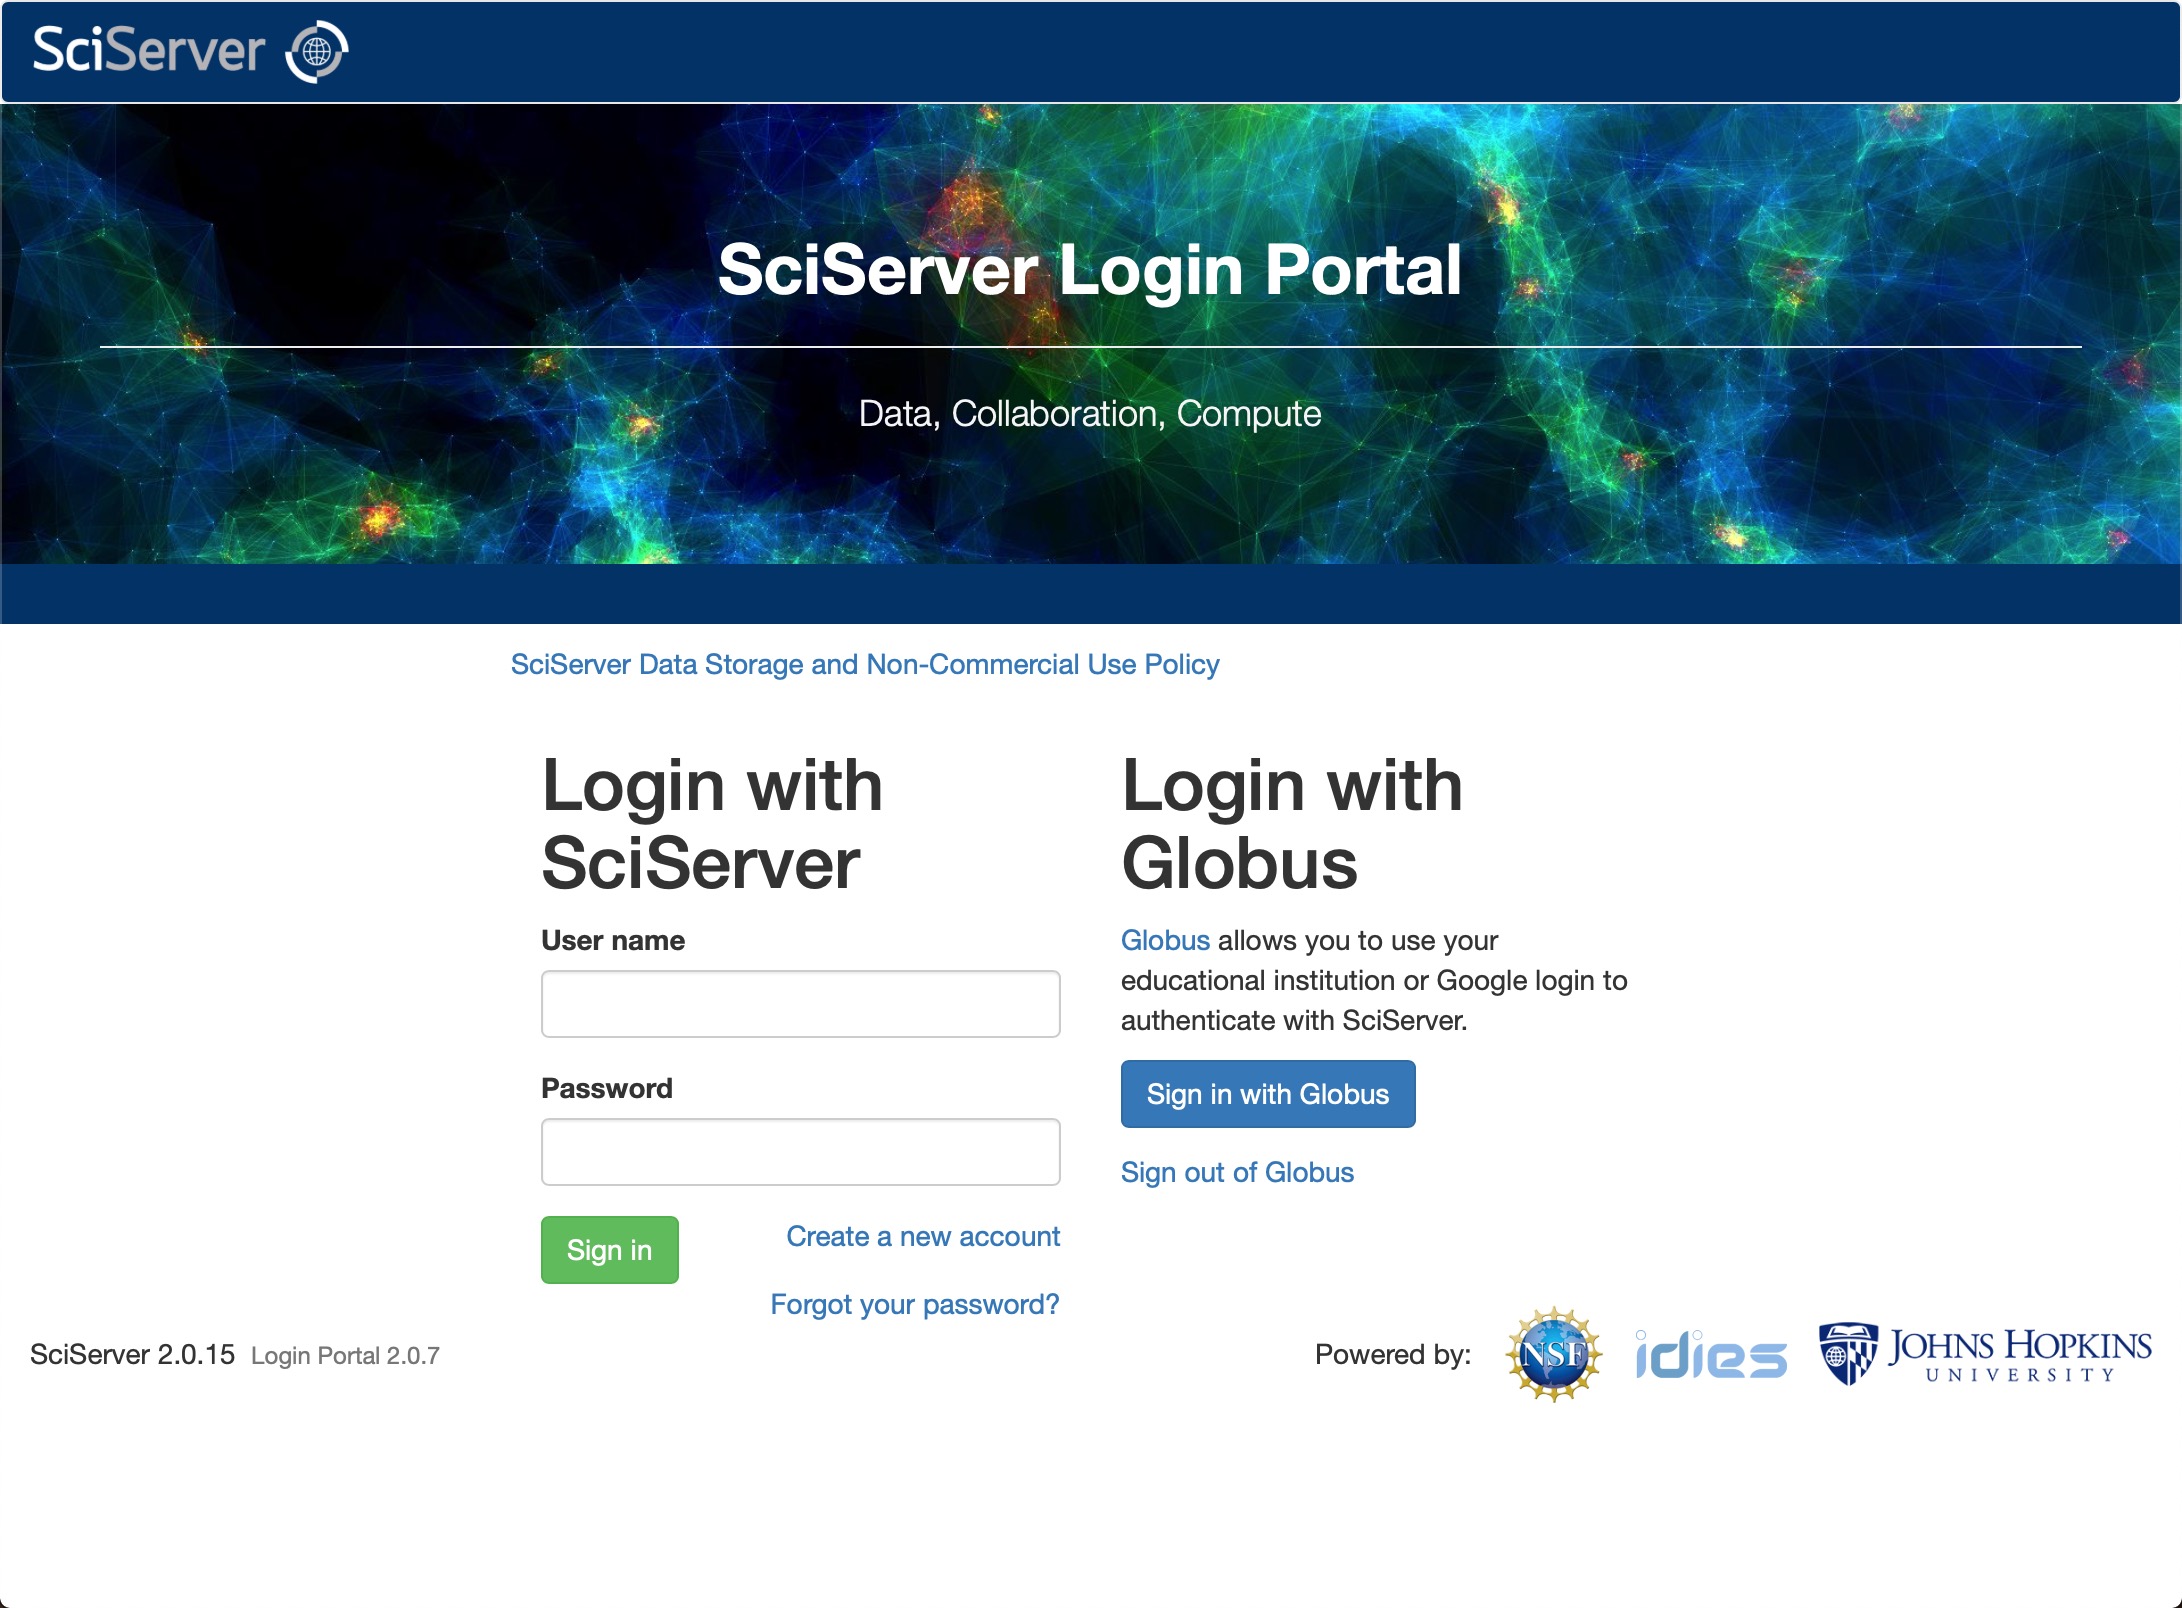 SciServer
SciServer Login Portal
Data, Collaboration, Compute
SciServer Data Storage and Non-Commercial Use Policy
Login with
SciServer
User name
Password
Sign in
Create a new account
Forgot your password?
Login with
Globus
Globus allows you to use your
educational institution or Google login to
authenticate with SciServer.
Sign in with Globus
Sign out of Globus
SciServer 2.0.15 Login Portal 2.0.7
Powered by:
NSF
idies
JOHNS HOPKINS
UNIVERSITY